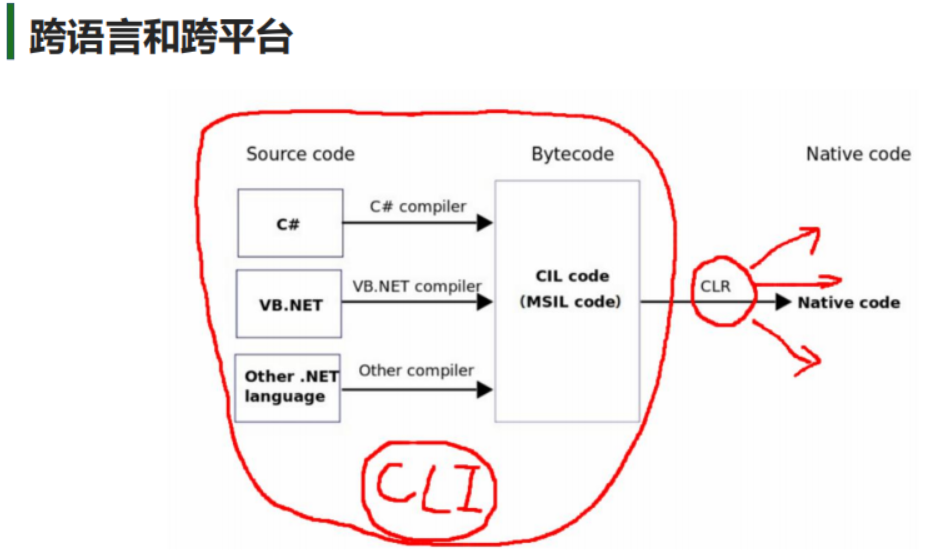 跨语言和跨平台
Source code
Bytecode
Native code
C#
C# compiler
VB.NET
VB.NET compiler
Other .NET
language
Other compiler
CIL code
(MSIL code)
CLR
Native code
CLI